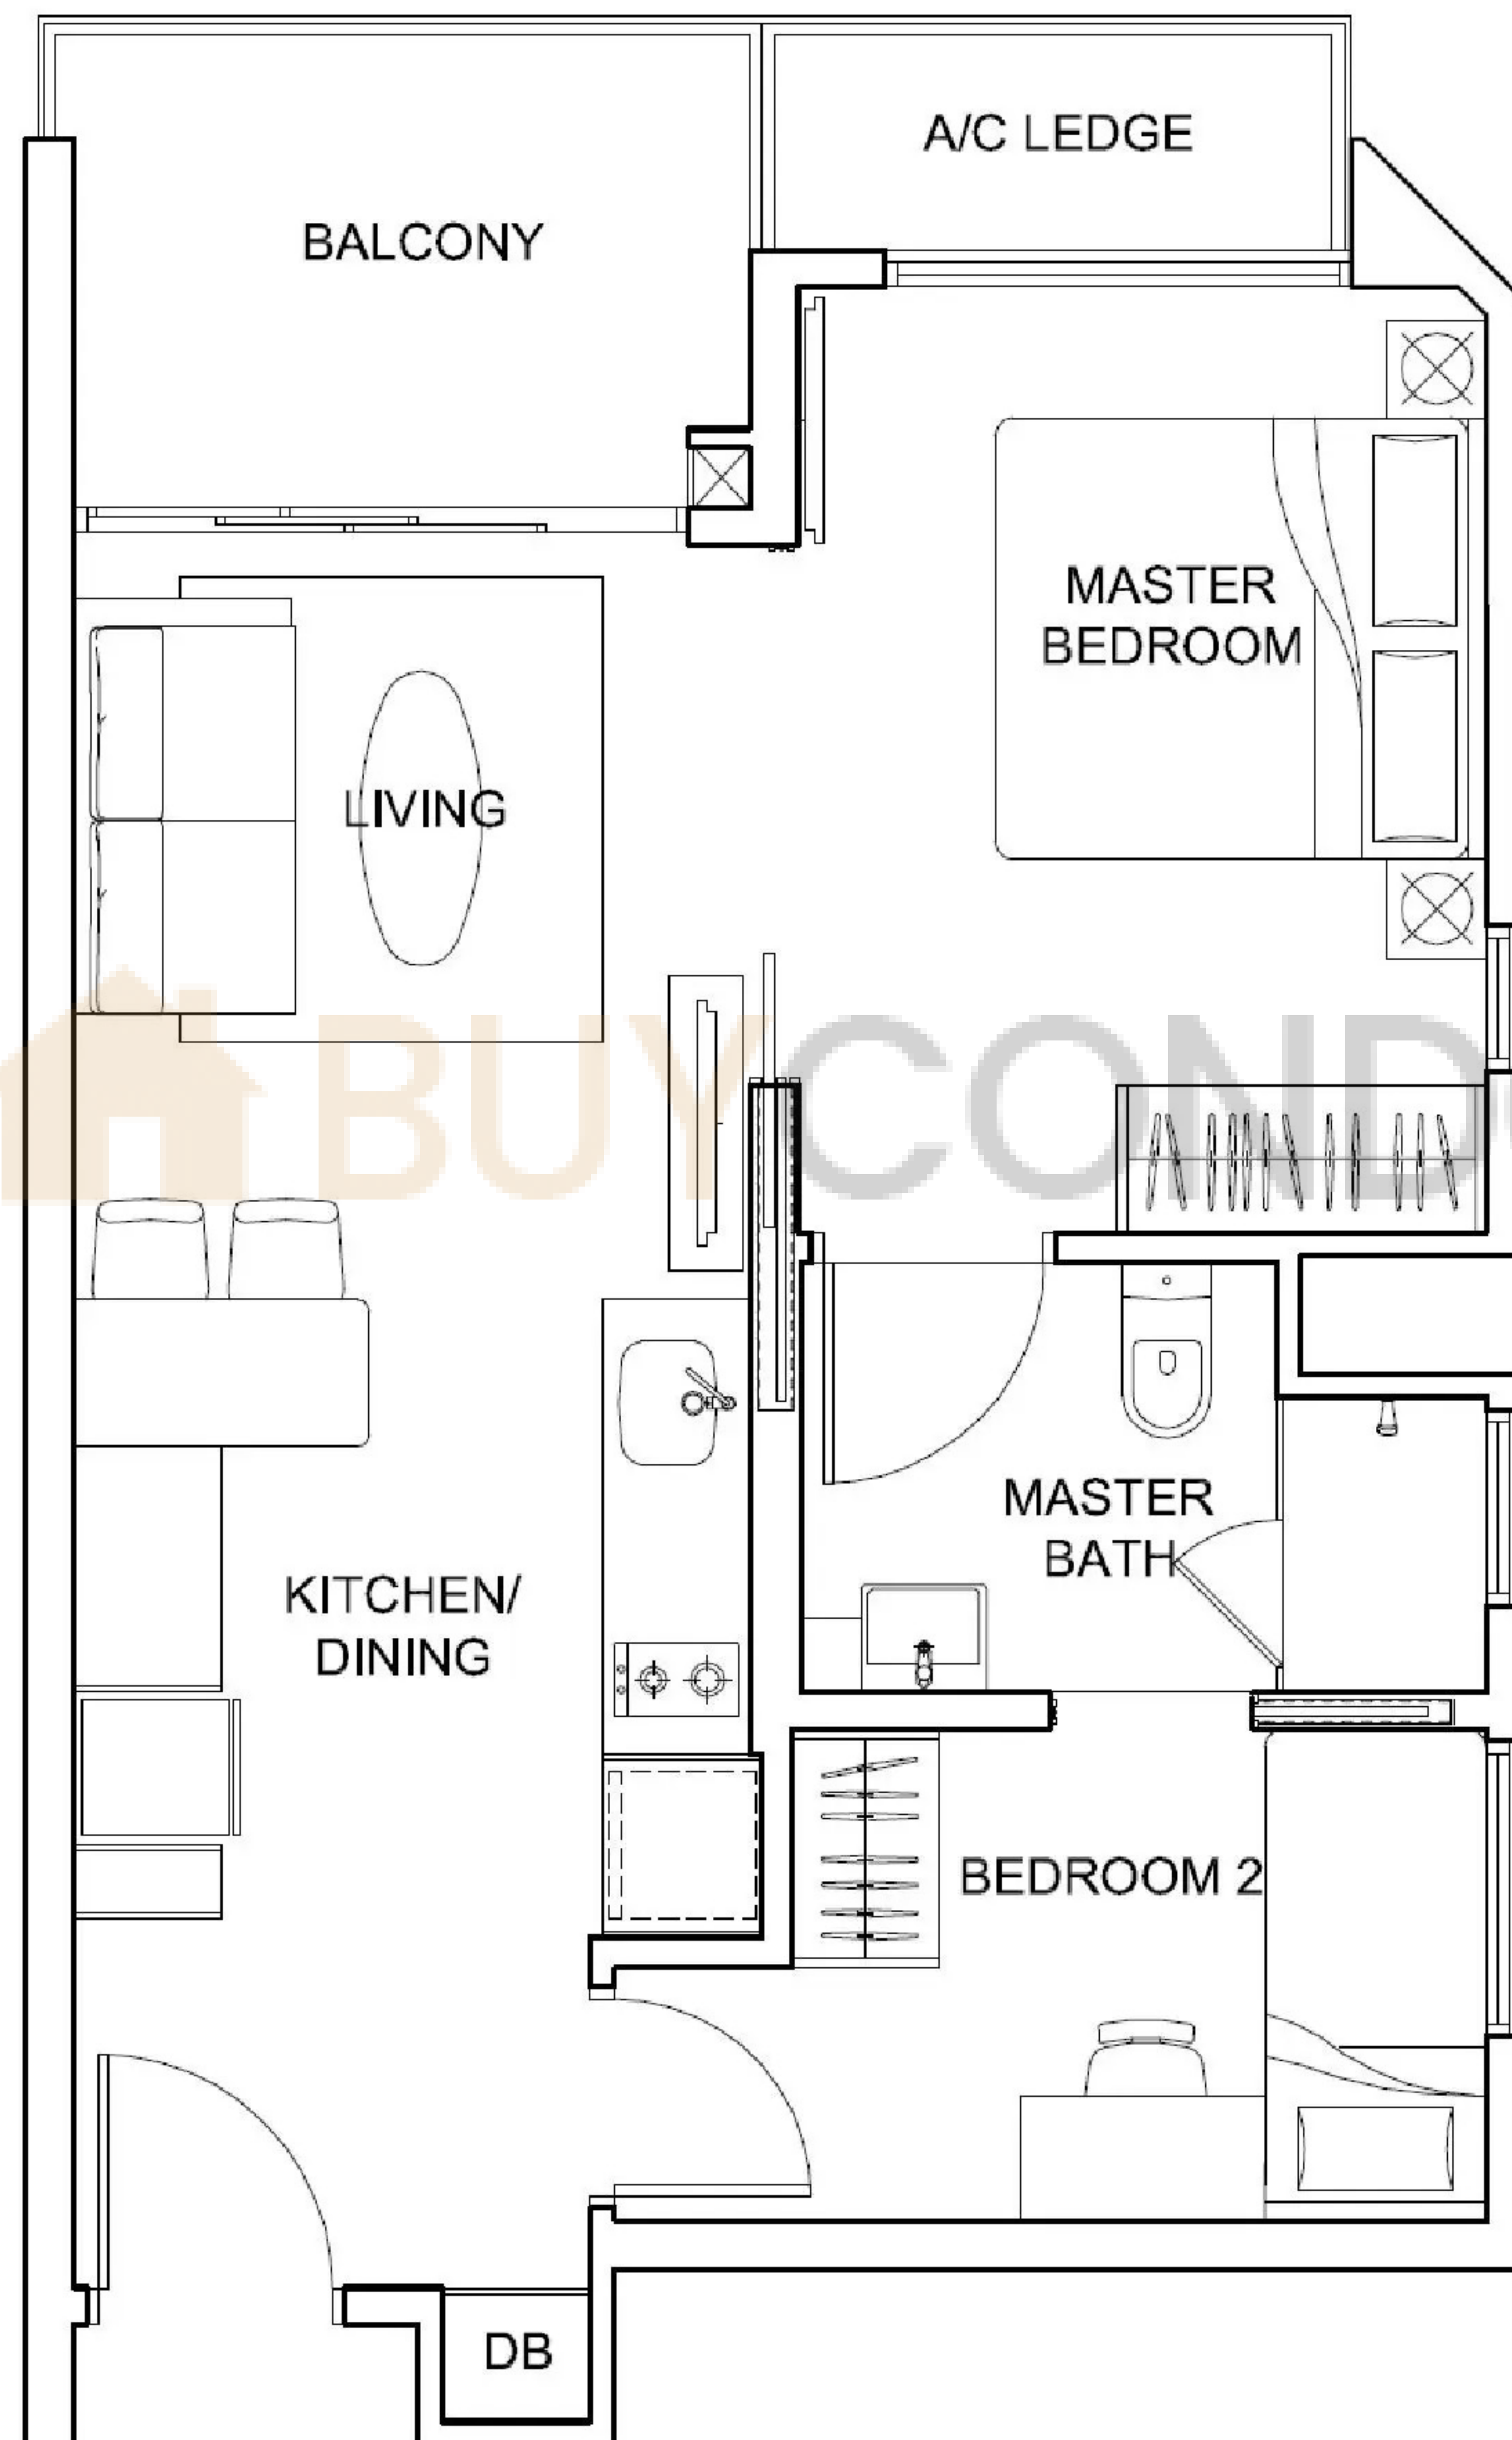 A/C LEDGE
BALCONY
MASTER
BEDROOM
LIVING
BUYCOND
MASTER
BATH
KITCHEN/
DINING
BEDROOM 2
DB